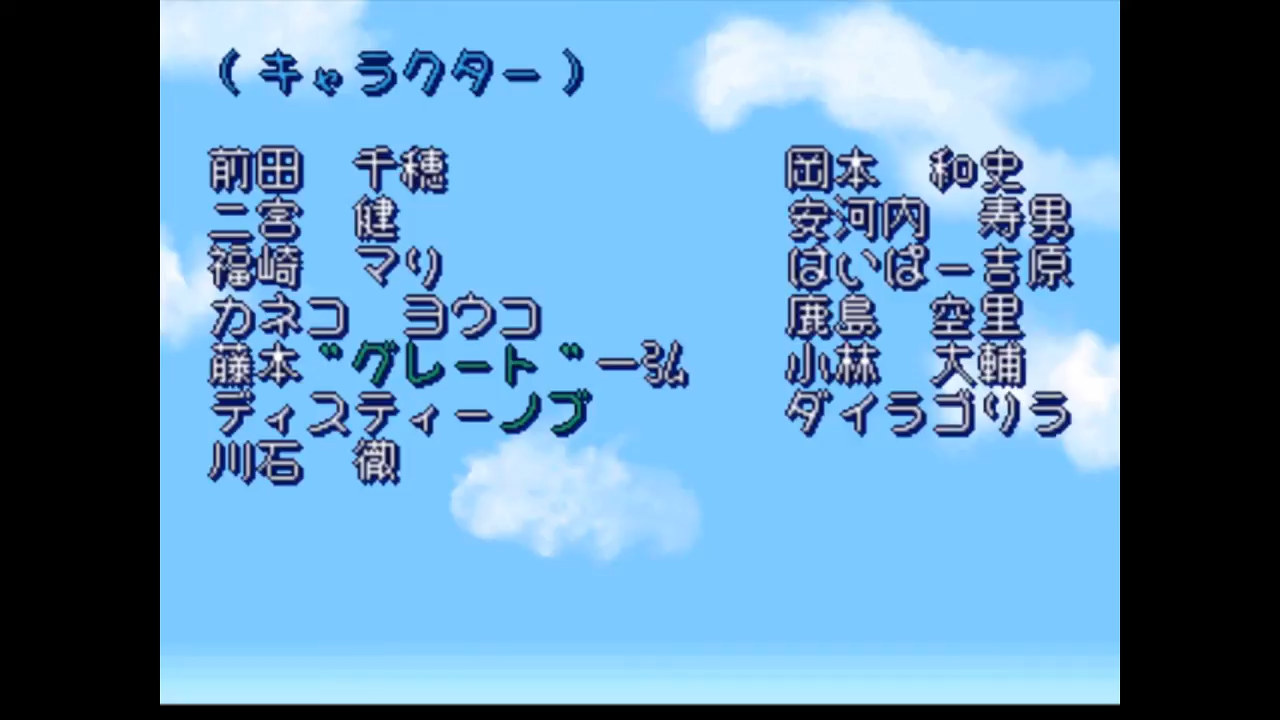 （キャラクター）
前田　千穂　岡本　和史
二宮　健　安河内　寿男
福崎　マり　はいぱー吉原
カネコ　ヨウコ　鹿島　空里
藤本“グレート”一弘　小林　大輔
ディスティーノブ　ダイラゴりラ
川石　徹